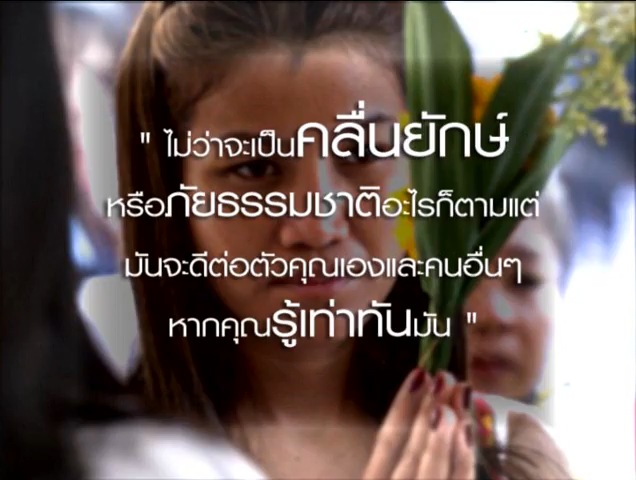 " ไม่ว่าจะเป็นคลื่นยักษ์
หรือภัยธรรมชาติอะไรก็ตามแต่
มันจะดีต่อตัวคุณเองและคนอื่นๆ
หากคุณรู้เท่าทันมัน "